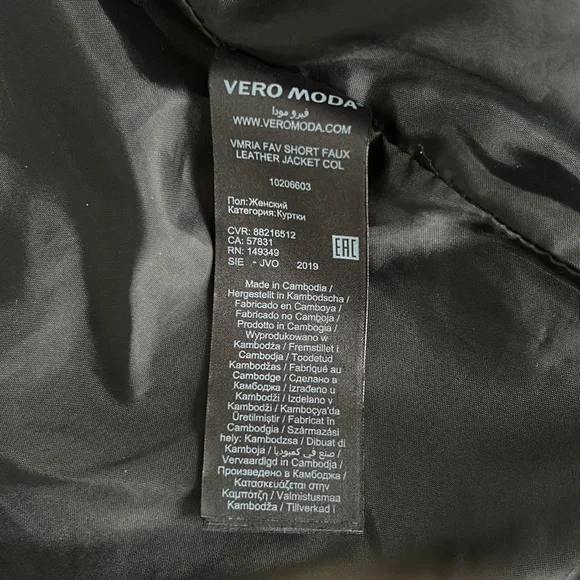 VERO MODA®
فيرو مودا
WWW.VEROMODA.COM
VMRIA FAV SHORT FAUX
LEATHER JACKET COL
10206603
Пол:Женский
Категория:Куртки
CVR: 88216512
CA: 57831
RN: 149349
SIE - JVO 2019
EAC
Made in Cambodia /
Hergestellt in Kambodscha /
Fabricado en Camboya /
Fabricado no Camboja /
Prodotto in Cambogia /
Wyprodukowano w
Kambodża / Fremstillet i
Cambodja / Toodetud
Kambodžas / Fabriqué au
Cambodge / Сделано в
Камбоджа / Izrađeno u
Kambodži / Izdelano v
Kambodži / Kamboçya'da
Üretilmiştir / Fabricat în
Cambodgia / Származási
hely: Kambodzsa / Dibuat di
Kamboja / صنع في كمبوديا /
Vervaardigd in Cambodja /
Произведено в Камбоджа /
Κατασκευάζεται στην
Καμπότζη / Valmistusmaa
Kambodža / Tillverkad i